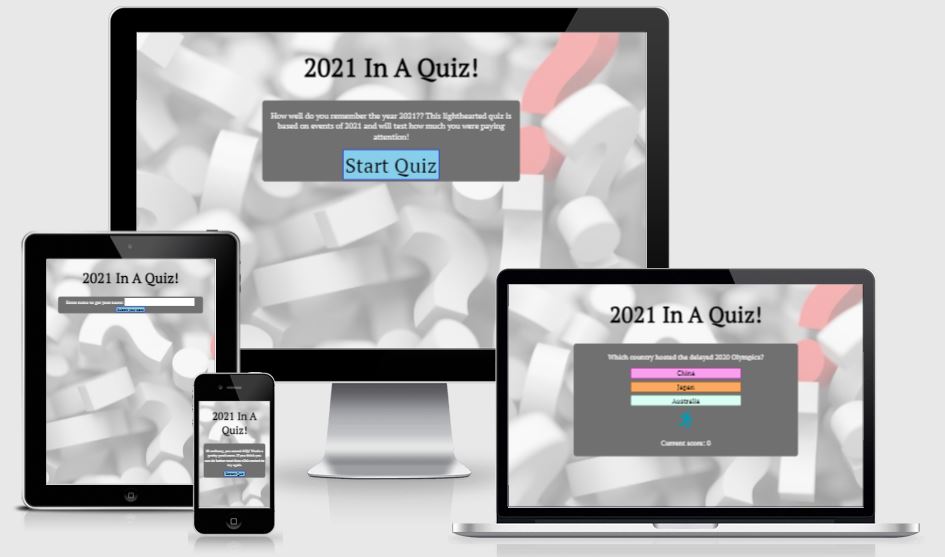 2021 In A Quiz!
How well do you remember the year 2021?? This lighthearted quiz is
based on events of 2021 and will test how much you were paying
attention!
Start Quiz
2021 In A Quiz!
Enter name to get your score:
Submit your name
2021 In A
Quiz!
2021 In A Quiz!
Which country hosted the delayed 2020 Olympics?
China
Japan
Australia
Current score: 0